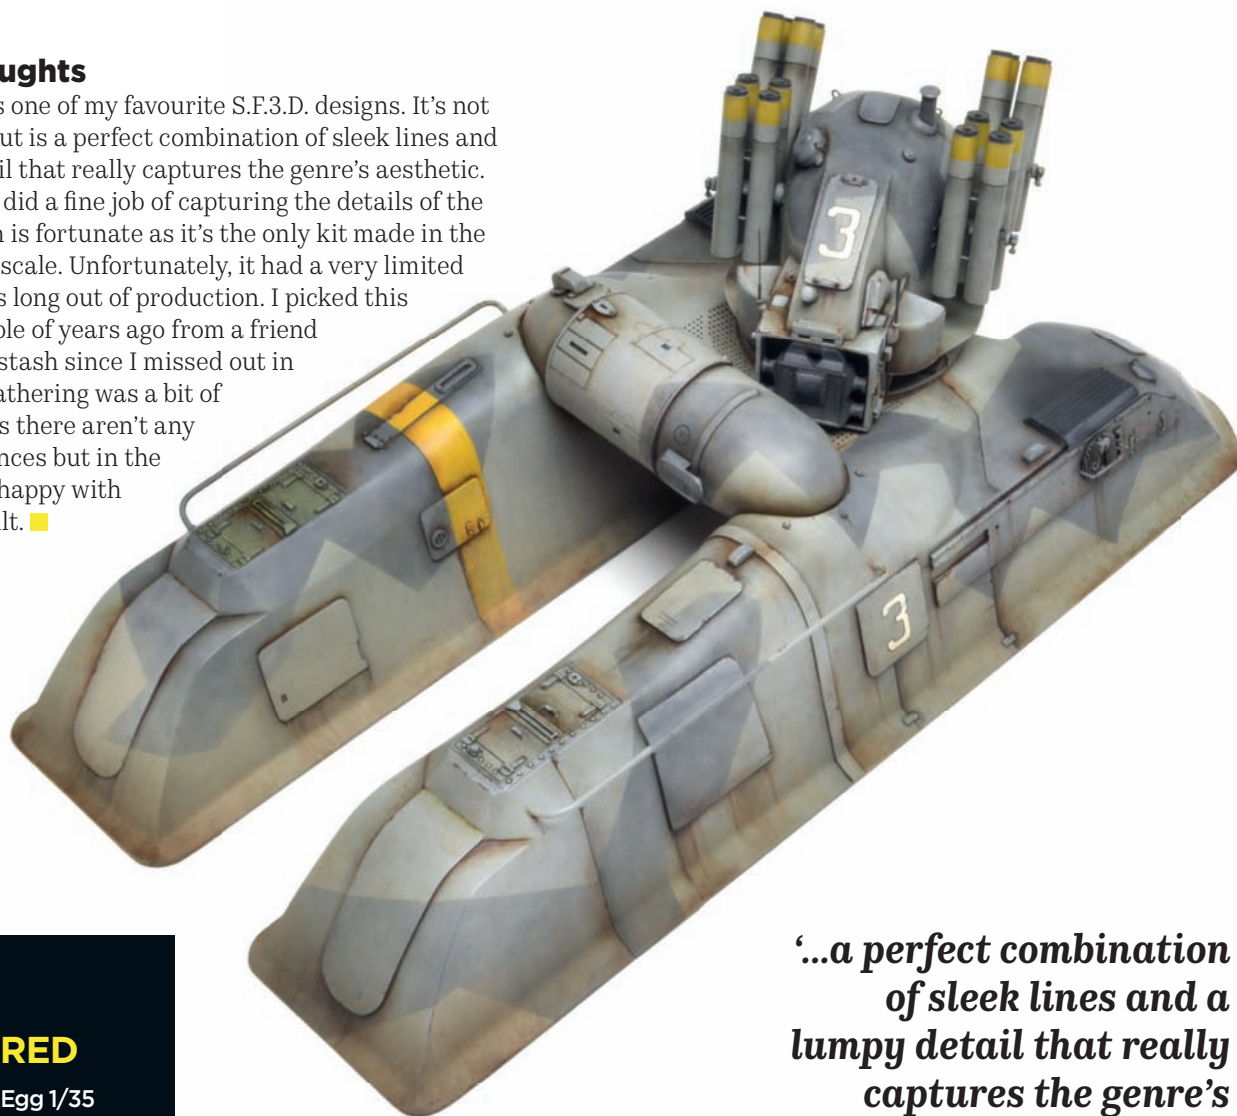 ughts
s one of my favourite S.F.3.D. designs. It's not
ut is a perfect combination of sleek lines and
il that really captures the genre's aesthetic.
did a fine job of capturing the details of the
n is fortunate as it's the only kit made in the
scale. Unfortunately, it had a very limited
s long out of production. I picked this
ple of years ago from a friend
stash since I missed out in
athering was a bit of
s there aren't any
nces but in the
happy with
lt.
3
3
RED
Egg 1/35
‘...a perfect combination
of sleek lines and a
lumpy detail that really
captures the genre's